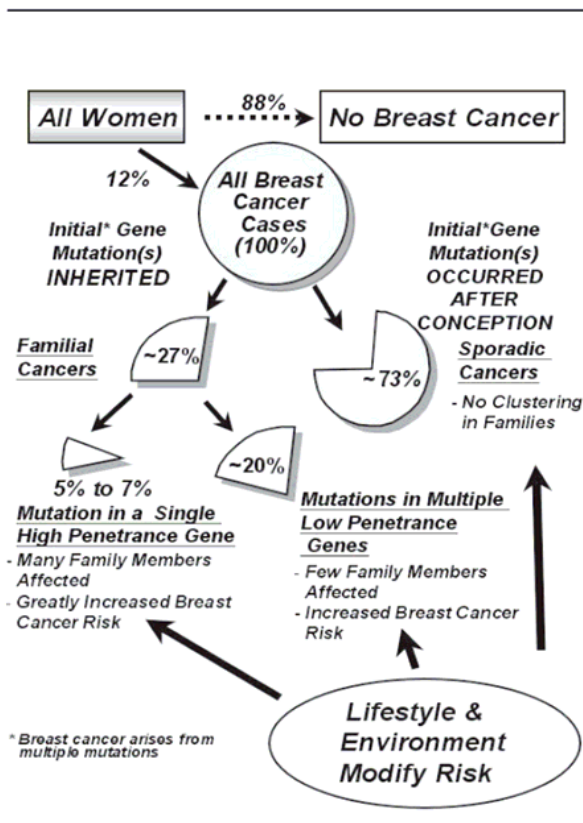 All Women
88%
No Breast Cancer
12%
All Breast
Cancer
Cases
(100%)
Initial* Gene
Mutation(s)
INHERITED
Initial*Gene
Mutation(s)
OCCURRED
AFTER
CONCEPTION
Familial
Cancers
~27%
~73%
Sporadic
Cancers
- No Clustering
in Families
5% to 7%
Mutation in a Single
High Penetrance Gene
- Many Family Members
Affected
- Greatly Increased Breast
Cancer Risk
~20%
Mutations in Multiple
Low Penetrance
Genes
- Few Family Members
Affected
- Increased Breast Cancer
Risk
Lifestyle &
Environment
Modify Risk
* Breast cancer arises from
multiple mutations